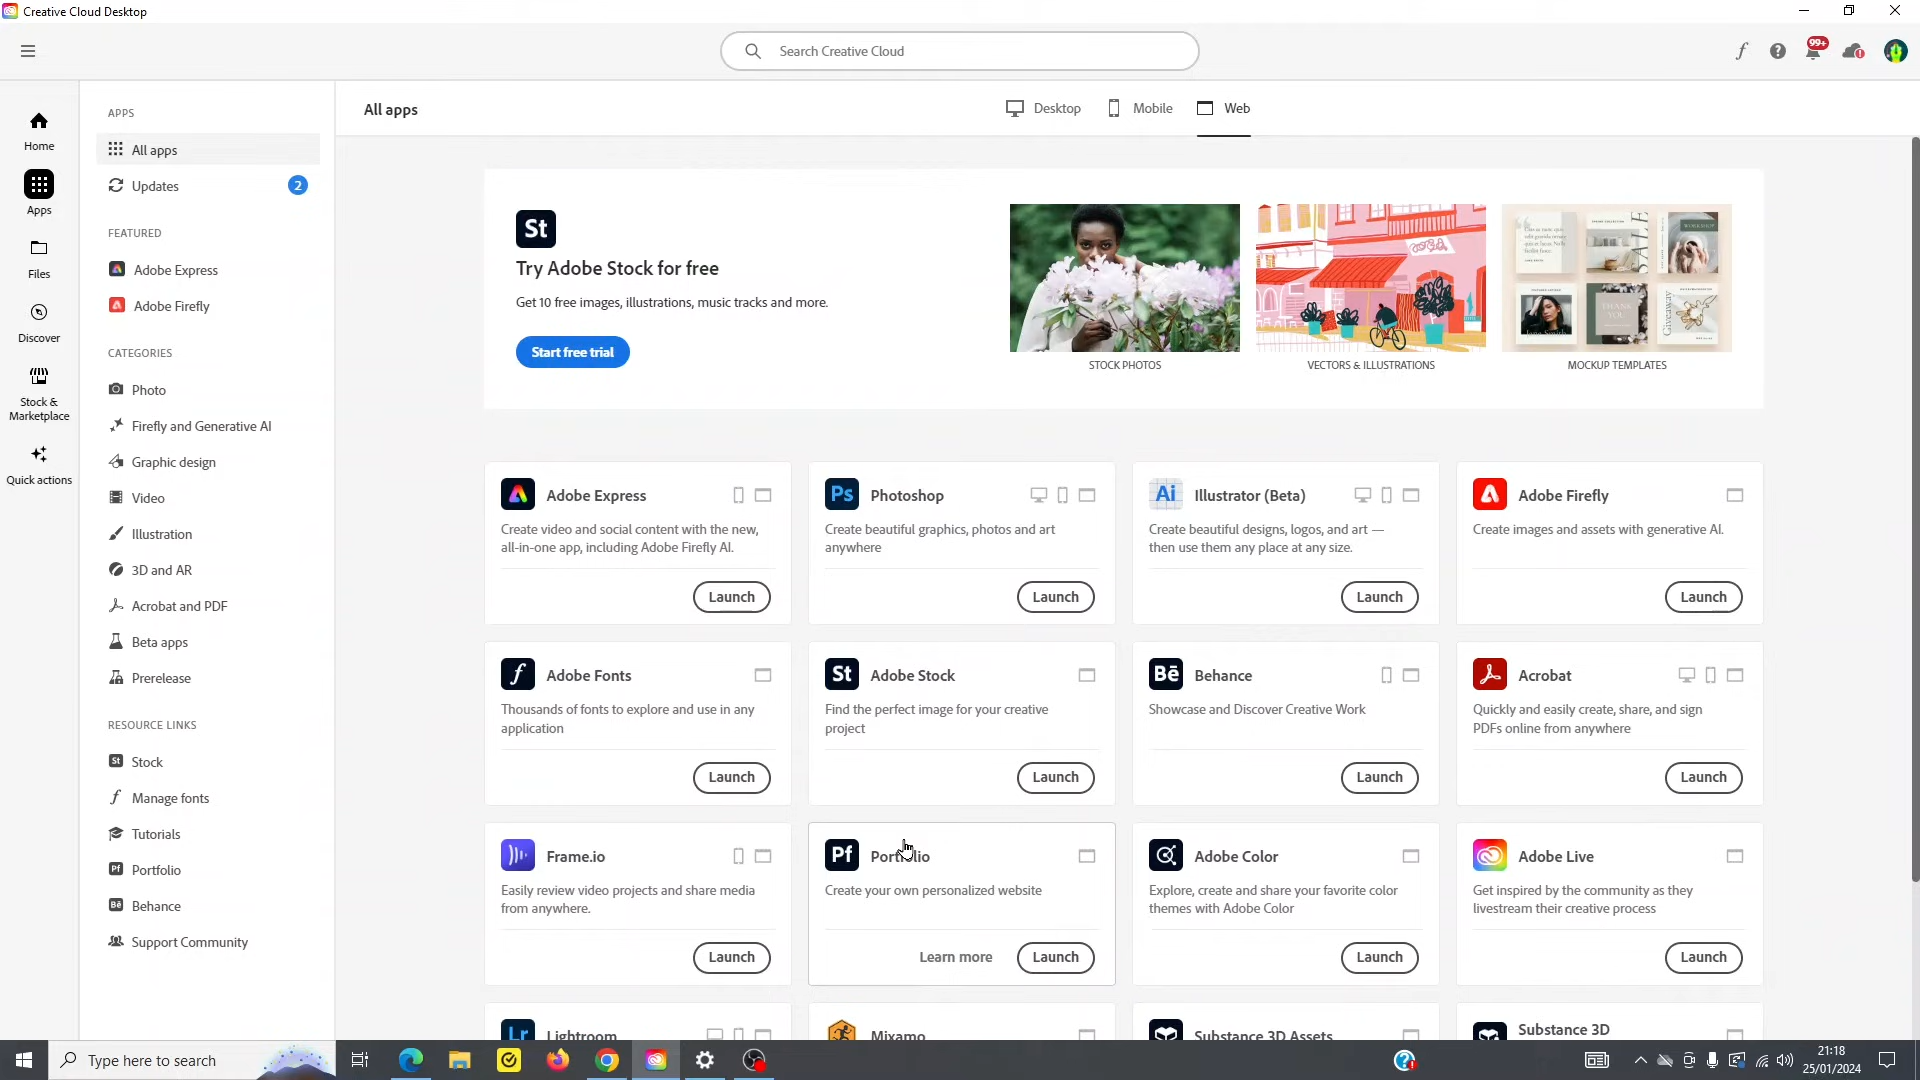 Creative Cloud Desktop
Search Creative Cloud
99+
Home
Apps
Files
Discover
Stock &
Marketplace
Quick actions
APPS
All apps
Updates
2
FEATURED
Adobe Express
Adobe Firefly
CATEGORIES
Photo
Firefly and Generative AI
Graphic design
Video
Illustration
3D and AR
Acrobat and PDF
Beta apps
Prerelease
RESOURCE LINKS
Stock
Manage fonts
Tutorials
Portfolio
Behance
Support Community
All apps
Desktop
Mobile
Web
St
Try Adobe Stock for free
Get 10 free images, illustrations, music tracks and more.
Start free trial
STOCK PHOTOS
VECTORS & ILLUSTRATIONS
MOCKUP TEMPLATES
Adobe Express
Create video and social content with the new,
all-in-one app, including Adobe Firefly AI.
Launch
Ps Photoshop
Create beautiful graphics, photos and art
anywhere
Launch
Ai Illustrator (Beta)
Create beautiful designs, logos, and art —
then use them any place at any size.
Launch
Adobe Firefly
Create images and assets with generative AI.
Launch
Adobe Fonts
Thousands of fonts to explore and use in any
application
Launch
St Adobe Stock
Find the perfect image for your creative
project
Launch
Bē Behance
Showcase and Discover Creative Work
Launch
Acrobat
Quickly and easily create, share, and sign
PDFs online from anywhere
Launch
Frame.io
Easily review video projects and share media
from anywhere.
Launch
Pf Portfolio
Create your own personalized website
Learn more
Launch
Adobe Color
Explore, create and share your favorite color
themes with Adobe Color
Launch
Adobe Live
Get inspired by the community as they
livestream their creative process
Launch
Lr Lightroom
Mixamo
Substance 3D Assets
Substance 3D
Type here to search
21:18
25/01/2024